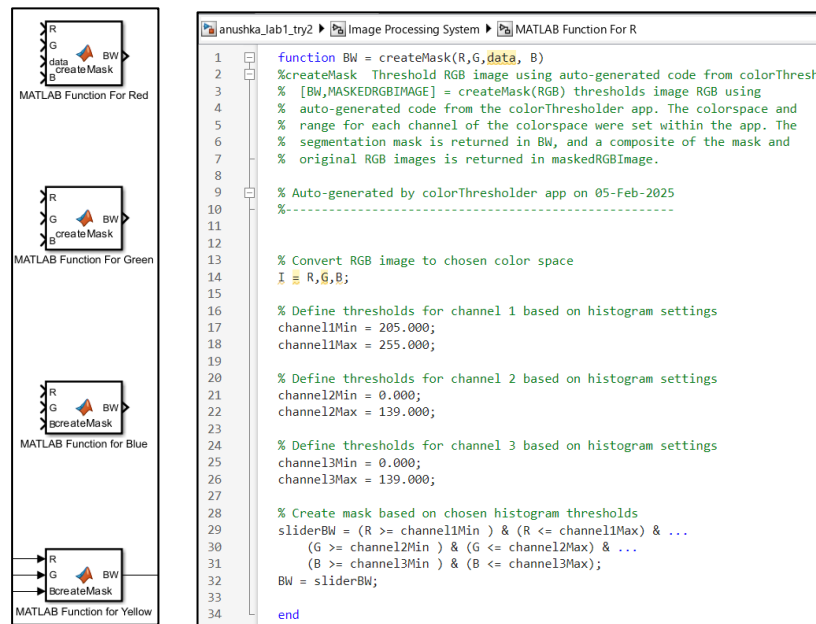 R
G
data
B
createMask
BW
MATLAB Function For Red
R
G
B
createMask
BW
MATLAB Function For Green
R
G
B
createMask
BW
MATLAB Function for Blue
R
G
B
createMask
BW
MATLAB Function for Yellow
anushka_lab1_try2 Image Processing System MATLAB Function For R
1 function BW = createMask(R,G,data, B)
2 %createMask Threshold RGB image using auto-generated code from colorThresh
3 % [BW,MASKEDRGBIMAGE] = createMask(RGB) thresholds image RGB using
4 % auto-generated code from the colorThresholder app. The colorspace and
5 % range for each channel of the colorspace were set within the app. The
6 % segmentation mask is returned in BW, and a composite of the mask and
7 % original RGB images is returned in maskedRGBImage.
8
9 % Auto-generated by colorThresholder app on 05-Feb-2025
10 %------------------------------------------------------
11
12
13 % Convert RGB image to chosen color space
14 I = R,G,B;
15
16 % Define thresholds for channel 1 based on histogram settings
17 channel1Min = 205.000;
18 channel1Max = 255.000;
19
20 % Define thresholds for channel 2 based on histogram settings
21 channel2Min = 0.000;
22 channel2Max = 139.000;
23
24 % Define thresholds for channel 3 based on histogram settings
25 channel3Min = 0.000;
26 channel3Max = 139.000;
27
28 % Create mask based on chosen histogram thresholds
29 sliderBW = (R >= channel1Min ) & (R <= channel1Max) & ...
30 (G >= channel2Min ) & (G <= channel2Max) & ...
31 (B >= channel3Min ) & (B <= channel3Max);
32 BW = sliderBW;
33
34 end